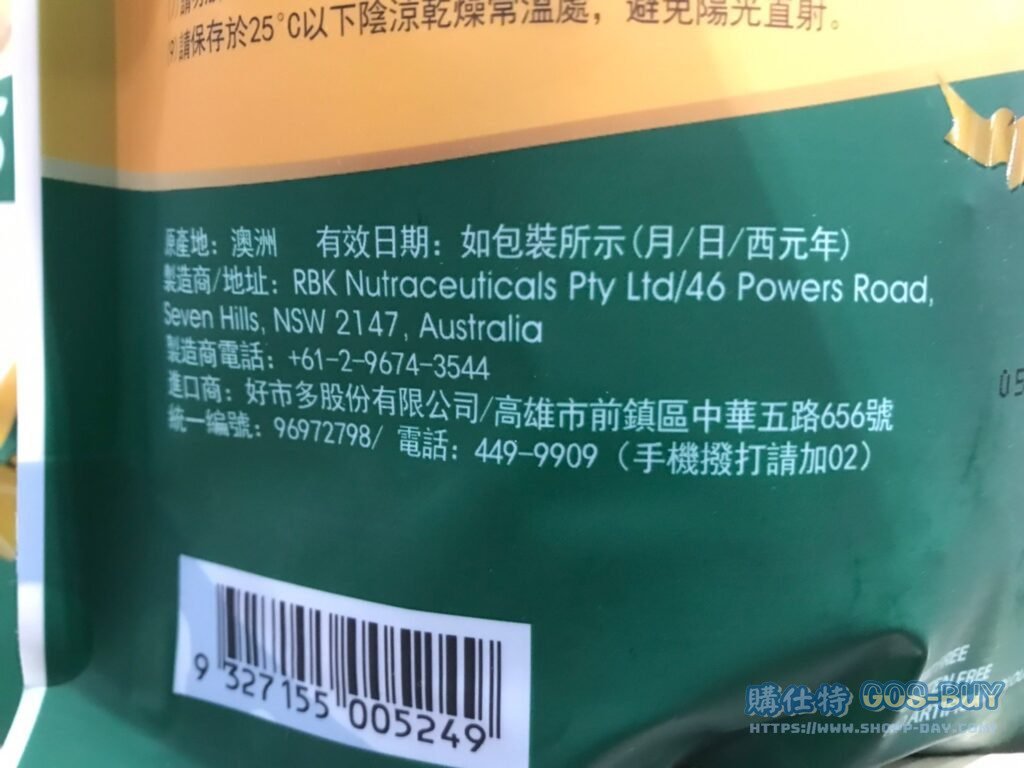 (9)請保存於25°C以下陰涼乾燥常溫處，避免陽光直射。
原產地：澳洲 有效日期：如包裝所示(月/日/西元年)
製造商/地址：RBK Nutraceuticals Pty Ltd/46 Powers Road,
Seven Hills, NSW 2147, Australia
製造商電話：+61-2-9674-3544
進口商：好市多股份有限公司/高雄市前鎮區中華五路656號
統一編號：96972798/ 電話：449-9909（手機撥打請加02）
9 327155 005249
FREE
購仕特 GOS-BUY
HTTPS://WWW.SHOPP-DAY.COM